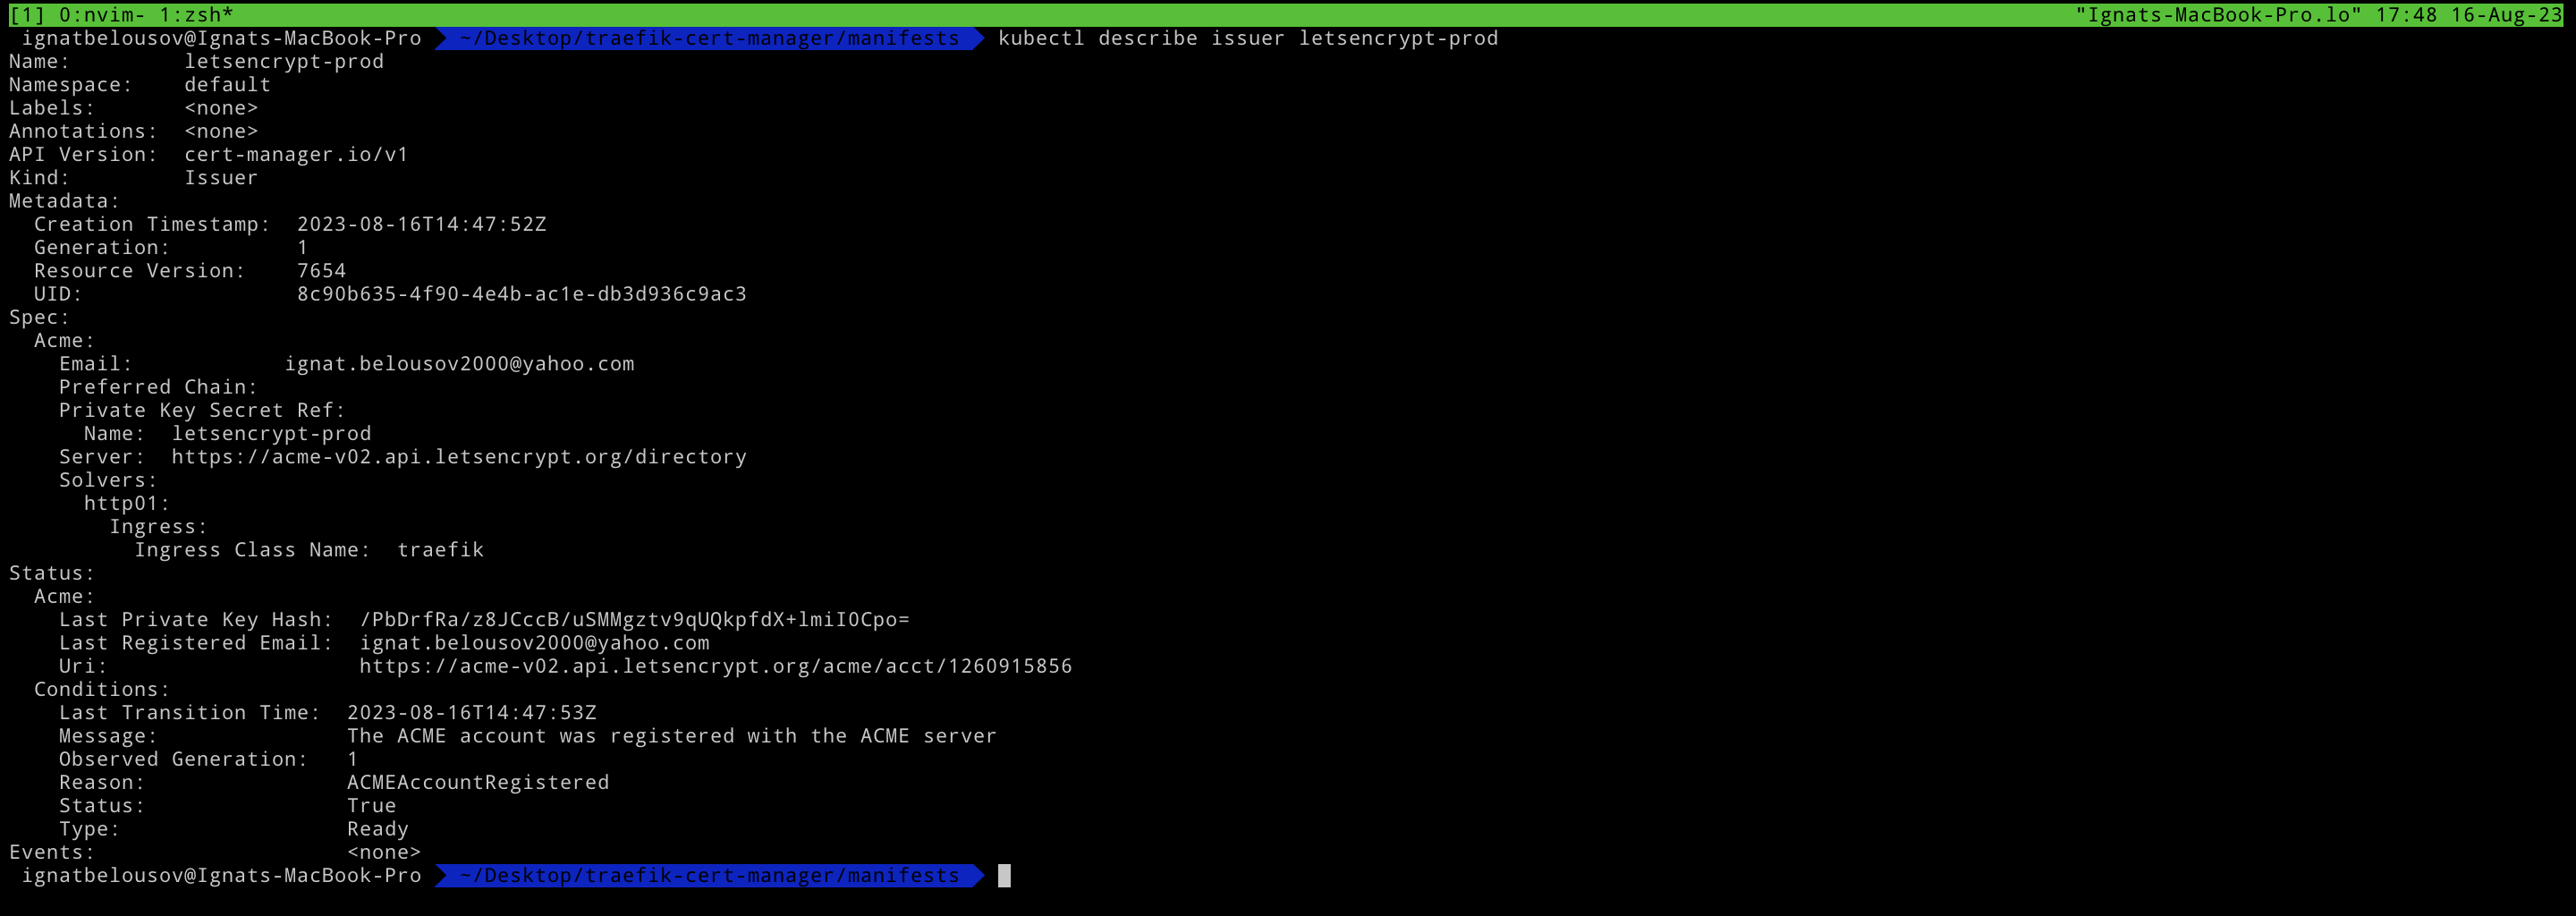 [1] 0:nvim- 1:zsh* "Ignats-MacBook-Pro.lo" 17:48 16-Aug-23
ignatbelousov@Ignats-MacBook-Pro ~/Desktop/traefik-cert-manager/manifests kubectl describe issuer letsencrypt-prod
Name: letsencrypt-prod
Namespace: default
Labels: <none>
Annotations: <none>
API Version: cert-manager.io/v1
Kind: Issuer
Metadata:
Creation Timestamp: 2023-08-16T14:47:52Z
Generation: 1
Resource Version: 7654
UID: 8c90b635-4f90-4e4b-ac1e-db3d936c9ac3
Spec:
Acme:
Email: ignat.belousov2000@yahoo.com
Preferred Chain:
Private Key Secret Ref:
Name: letsencrypt-prod
Server: https://acme-v02.api.letsencrypt.org/directory
Solvers:
http01:
Ingress:
Ingress Class Name: traefik
Status:
Acme:
Last Private Key Hash: /PbDrfRa/z8JCccB/uSMMgztv9qUQkpfdX+lmiI0Cpo=
Last Registered Email: ignat.belousov2000@yahoo.com
Uri: https://acme-v02.api.letsencrypt.org/acme/acct/1260915856
Conditions:
Last Transition Time: 2023-08-16T14:47:53Z
Message: The ACME account was registered with the ACME server
Observed Generation: 1
Reason: ACMEAccountRegistered
Status: True
Type: Ready
Events: <none>
ignatbelousov@Ignats-MacBook-Pro ~/Desktop/traefik-cert-manager/manifests